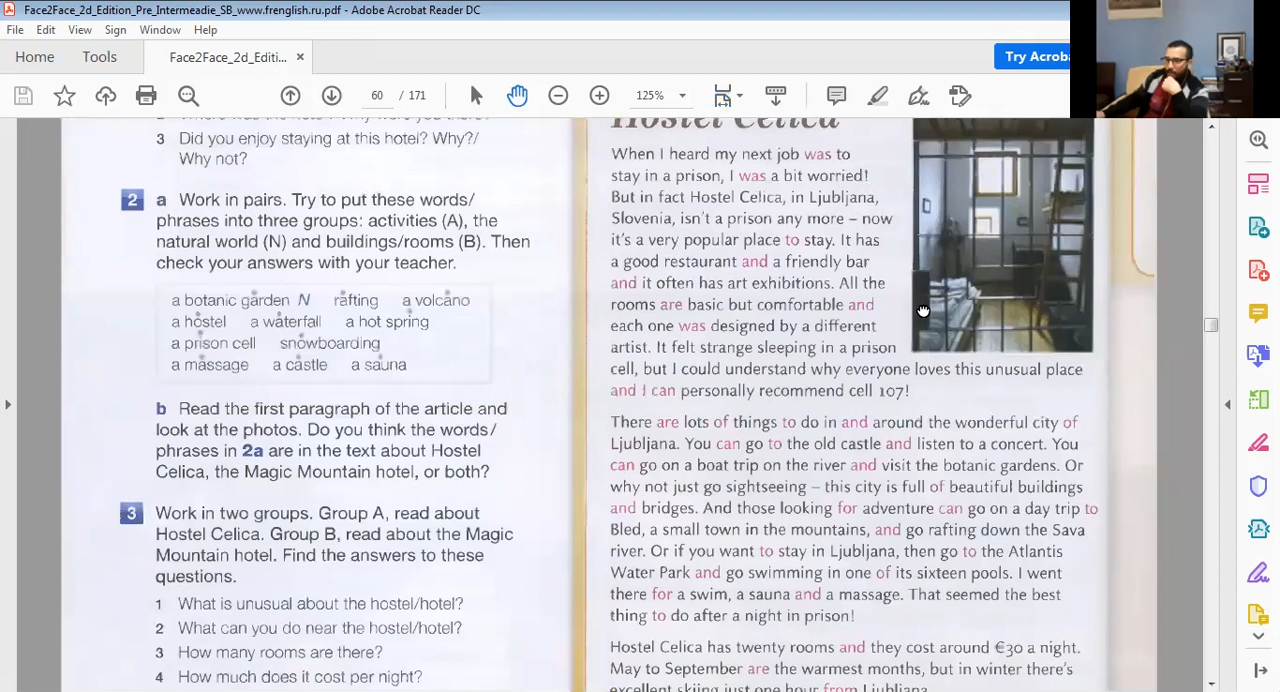 Face2Face_2d_Edition_Pre_Intermeadie_SB_www.frenglish.ru.pdf - Adobe Acrobat Reader DC
File Edit View Sign Window Help
Home Tools Face2Face_2d_Editi... × Try Acroba
60 / 171 125%
3 Did you enjoy staying at this hotel? Why?/
Why not?
2 a Work in pairs. Try to put these words/
phrases into three groups: activities (A), the
natural world (N) and buildings/rooms (B). Then
check your answers with your teacher.
a botanic garden N rafting a volcano
a hostel a waterfall a hot spring
a prison cell snowboarding
a massage a castle a sauna
b Read the first paragraph of the article and
look at the photos. Do you think the words/
phrases in 2a are in the text about Hostel
Celica, the Magic Mountain hotel, or both?
3 Work in two groups. Group A, read about
Hostel Celica. Group B, read about the Magic
Mountain hotel. Find the answers to these
questions.
1 What is unusual about the hostel/hotel?
2 What can you do near the hostel/hotel?
3 How many rooms are there?
4 How much does it cost per night?
Hostel Celica
When I heard my next job was to
stay in a prison, I was a bit worried!
But in fact Hostel Celica, in Ljubljana,
Slovenia, isn't a prison any more – now
it's a very popular place to stay. It has
a good restaurant and a friendly bar
and it often has art exhibitions. All the
rooms are basic but comfortable and
each one was designed by a different
artist. It felt strange sleeping in a prison
cell, but I could understand why everyone loves this unusual place
and I can personally recommend cell 107!
There are lots of things to do in and around the wonderful city of
Ljubljana. You can go to the old castle and listen to a concert. You
can go on a boat trip on the river and visit the botanic gardens. Or
why not just go sightseeing – this city is full of beautiful buildings
and bridges. And those looking for adventure can go on a day trip to
Bled, a small town in the mountains, and go rafting down the Sava
river. Or if you want to stay in Ljubljana, then go to the Atlantis
Water Park and go swimming in one of its sixteen pools. I went
there for a swim, a sauna and a massage. That seemed the best
thing to do after a night in prison!
Hostel Celica has twenty rooms and they cost around €30 a night.
May to September are the warmest months, but in winter there's
excellent skiing just one hour from Ljubljana.